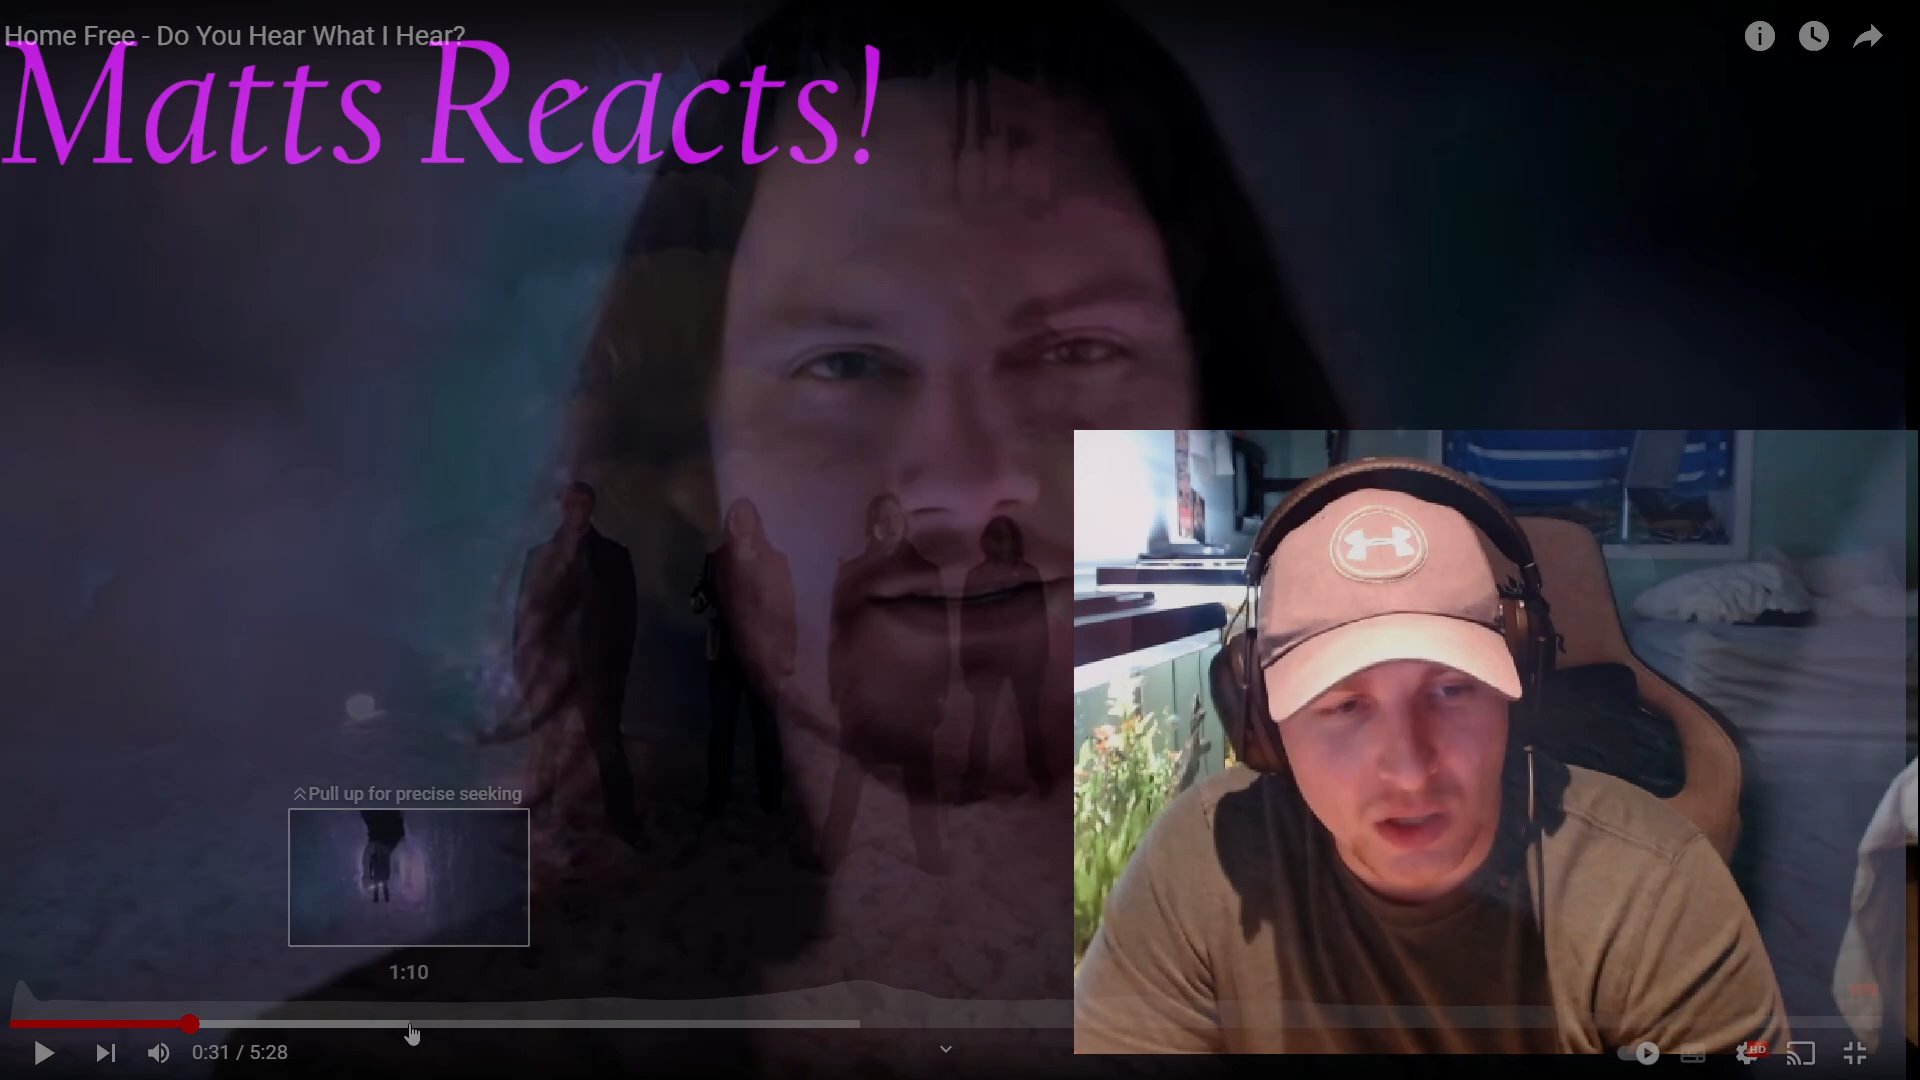 Home Free - Do You Hear What I Hear?
Matts Reacts!
Pull up for precise seeking
1:10
0:31 / 5:28
HD